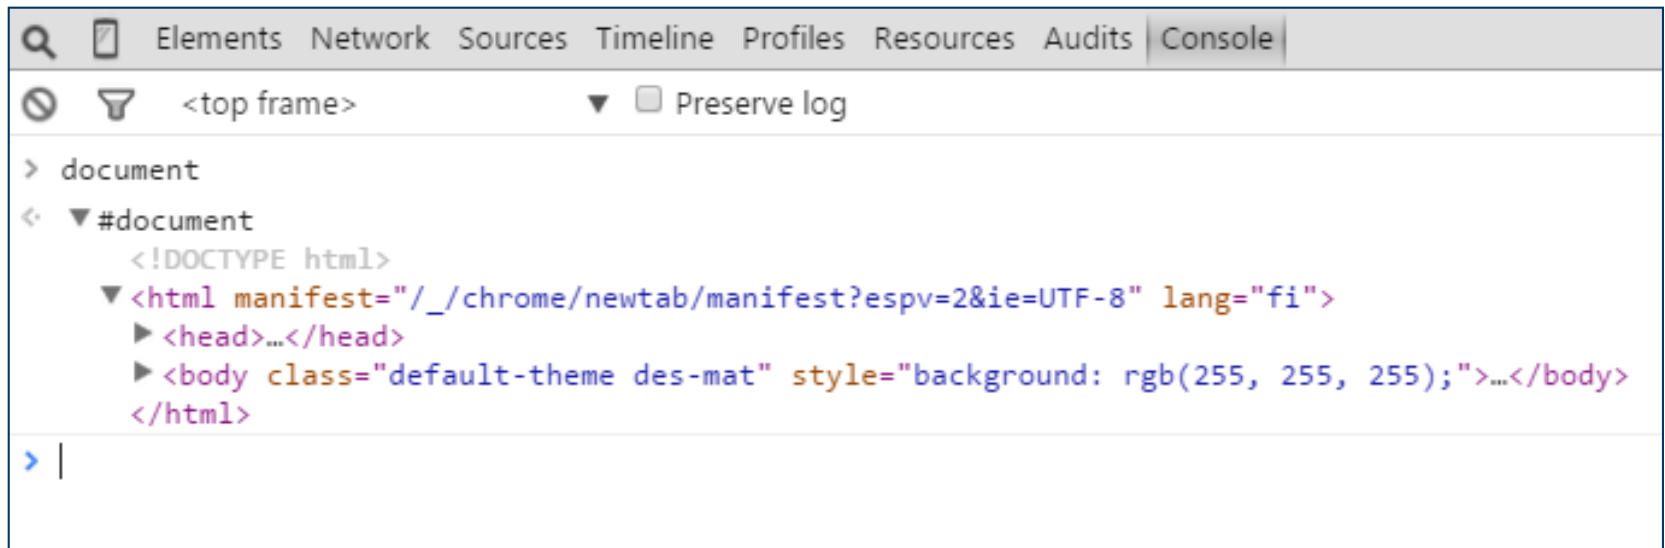 Elements Network Sources Timeline Profiles Resources Audits Console
<top frame> ▼ Preserve log
> document
▼#document
<!DOCTYPE html>
▼<html manifest="/_/chrome/newtab/manifest?espv=2&ie=UTF-8" lang="fi">
▶<head>…</head>
▶<body class="default-theme des-mat" style="background: rgb(255, 255, 255);">…</body>
</html>
>